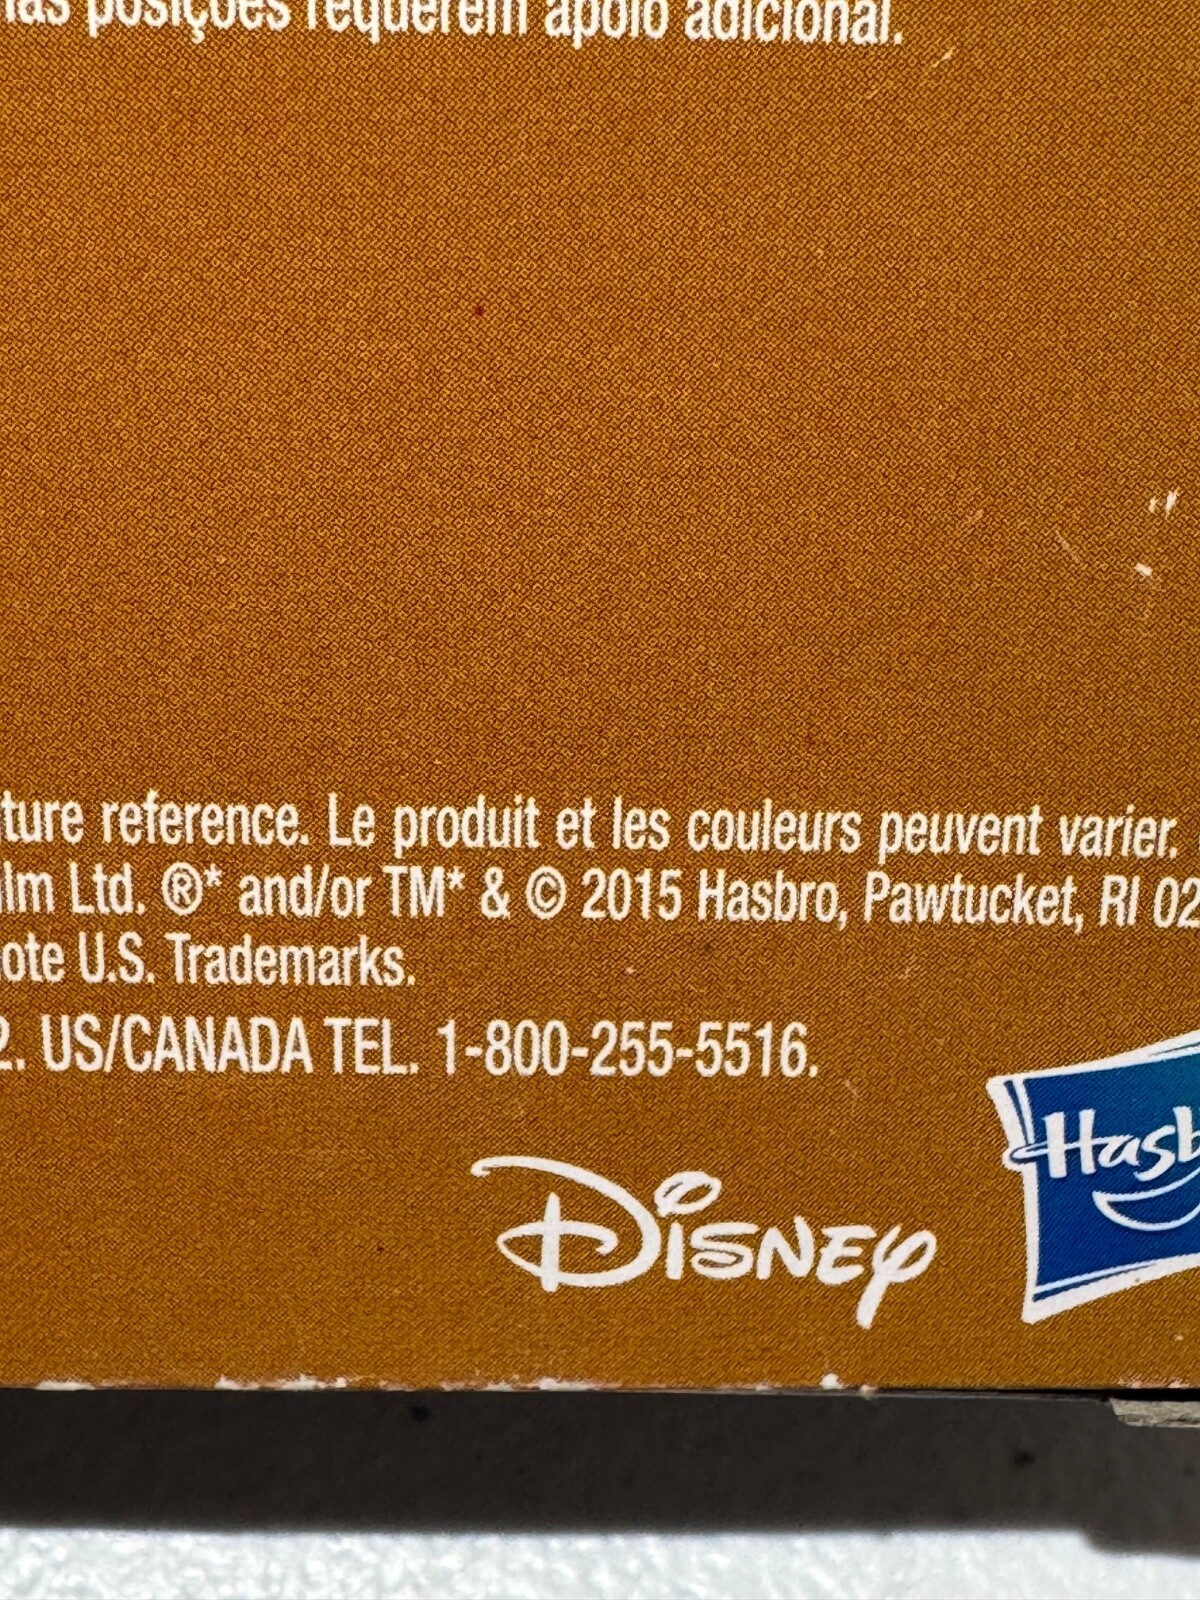 posições requerem apoio adicional.
ture reference. Le produit et les couleurs peuvent varier.
lm Ltd. ®* and/or TM* & © 2015 Hasbro, Pawtucket, RI 02
ote U.S. Trademarks.
2. US/CANADA TEL. 1-800-255-5516.
Disney
Hasb